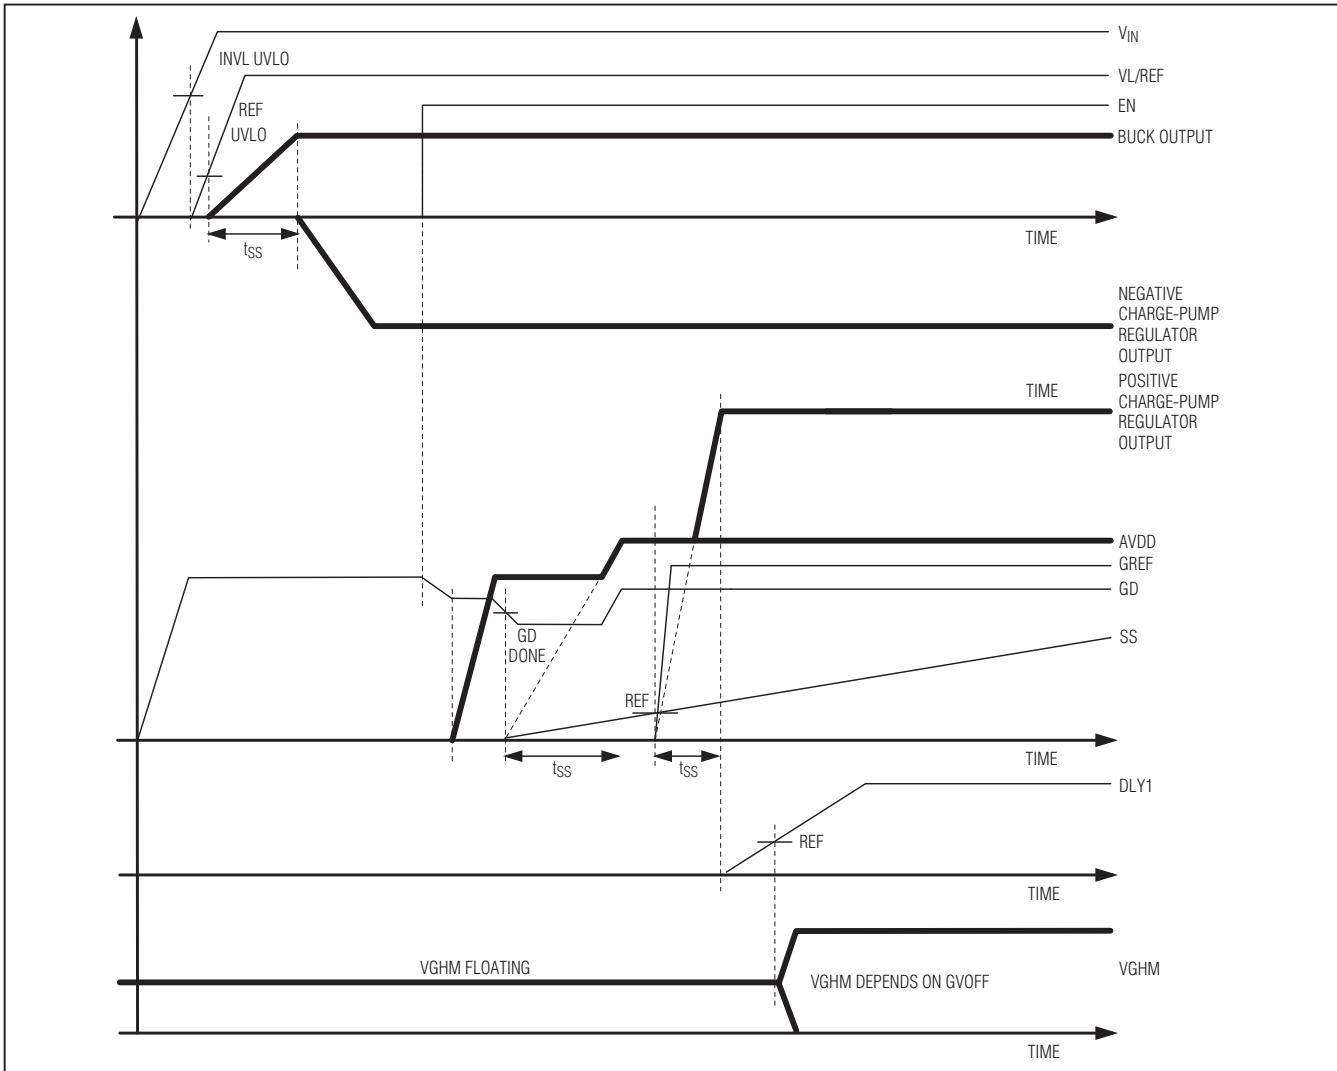 VIN
INVL UVLO
VL/REF
REF
UVLO
EN
BUCK OUTPUT
TIME
tSS
NEGATIVE
CHARGE-PUMP
REGULATOR
OUTPUT
TIME
POSITIVE
CHARGE-PUMP
REGULATOR
OUTPUT
AVDD
GREF
GD
GD
DONE
SS
REF
TIME
tSS
tSS
DLY1
REF
TIME
VGHM FLOATING
VGHM DEPENDS ON GVOFF
VGHM
TIME